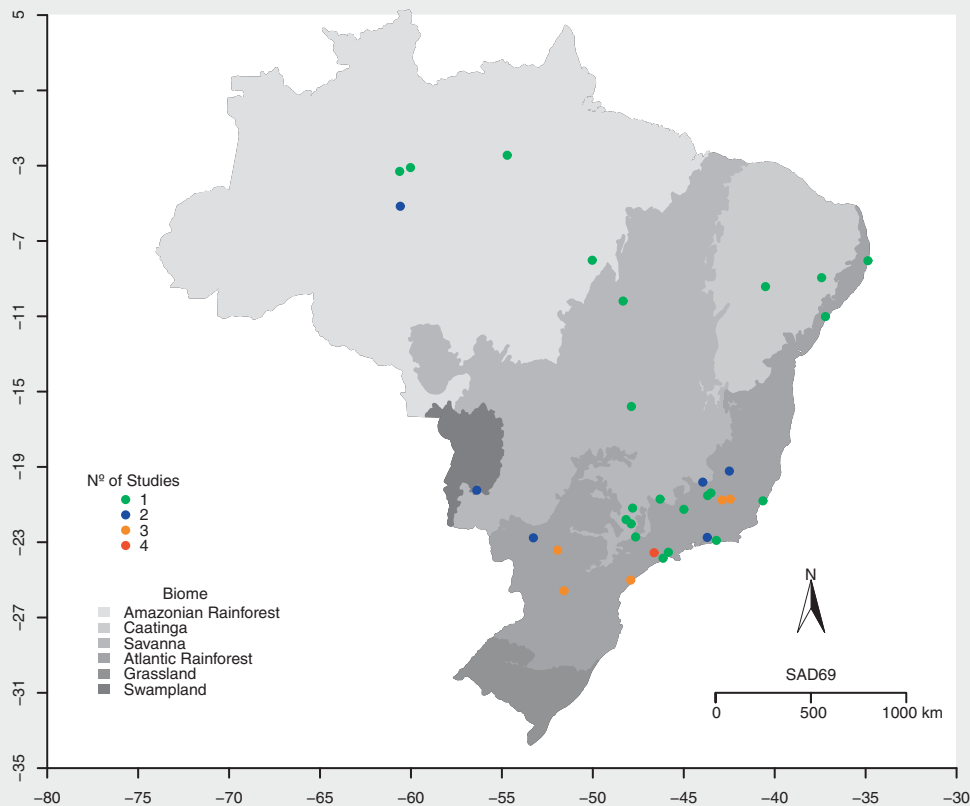 5
1
−3
−7
−11
−15
−19
−23
−27
−31
−35
Nº of Studies
1
2
3
4
Biome
Amazonian Rainforest
Caatinga
Savanna
Atlantic Rainforest
Grassland
Swampland
N
SAD69
0 500 1000 km
−80 −75 −70 −65 −60 −55 −50 −45 −40 −35 −30